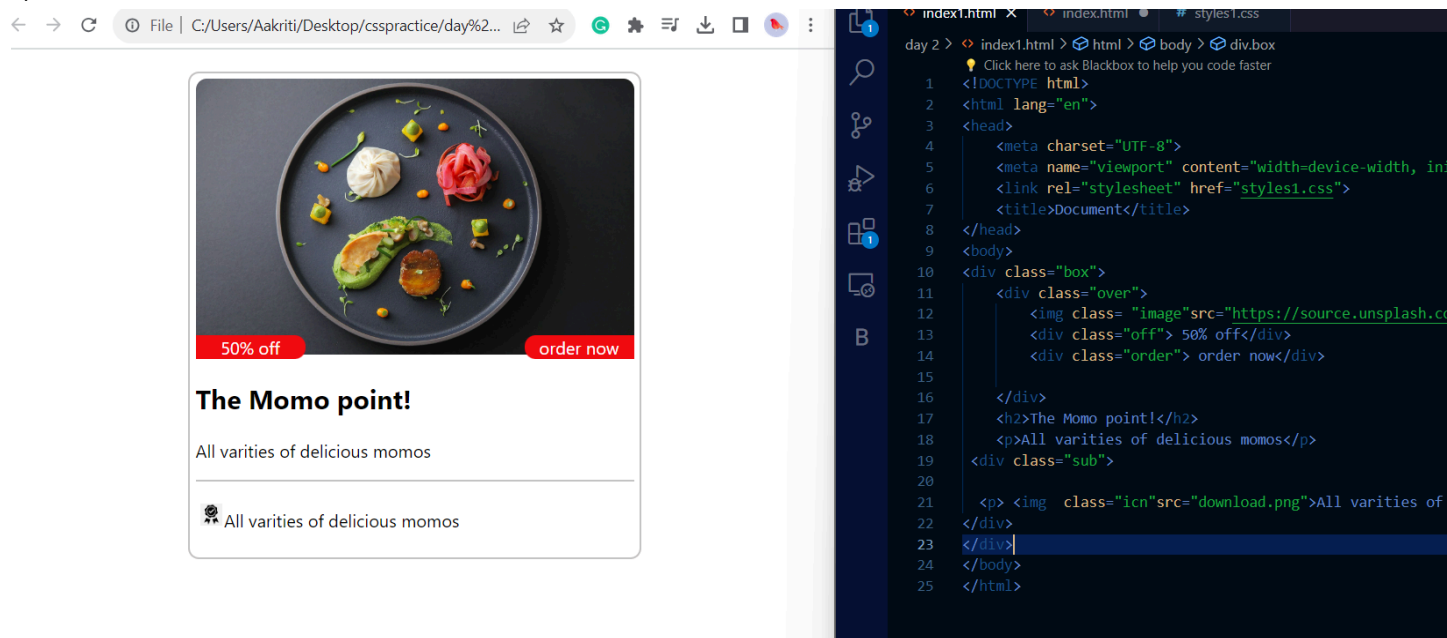 File
C:/Users/Aakriti/Desktop/csspractice/day%2...
50% off
order now
The Momo point!
All varities of delicious momos
All varities of delicious momos
index1.html
index.html
# styles1.css
1
day 2 > index1.html > html > body > div.box
Click here to ask Blackbox to help you code faster
1 <!DOCTYPE html>
2 <html lang="en">
3 <head>
4 <meta charset="UTF-8">
5 <meta name="viewport" content="width=device-width, ini
6 <link rel="stylesheet" href="styles1.css">
7 <title>Document</title>
8 </head>
9 <body>
10 <div class="box">
11 <div class="over">
12 <img class= "image"src="https://source.unsplash.co
13 <div class="off"> 50% off</div>
14 <div class="order"> order now</div>
15
16 </div>
17 <h2>The Momo point!</h2>
18 <p>All varities of delicious momos</p>
19 <div class="sub">
20
21 <p> <img  class="icn"src="download.png">All varities of
22 </div>
23 </div>
24 </body>
25 </html>
1
B